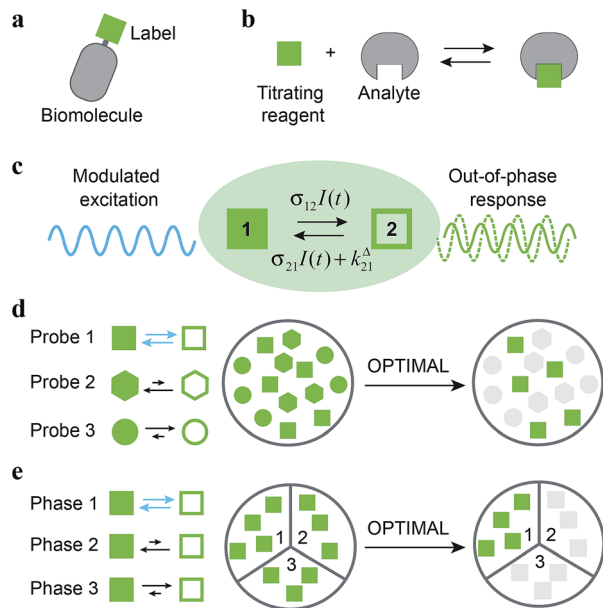 a
Label
Biomolecule
b
+
Titrating
reagent
Analyte
c
Modulated
excitation
1
σ12I(t)
σ21I(t)+k21Δ
2
Out-of-phase
response
d
Probe 1
Probe 2
Probe 3
OPTIMAL
e
Phase 1
Phase 2
Phase 3
1 2
3
OPTIMAL
1 2
3